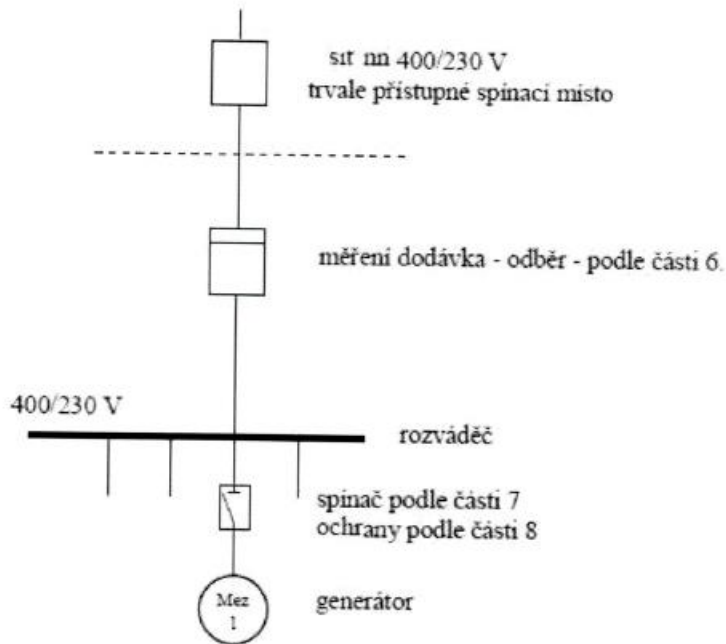 síť nn 400/230 V
trvale přístupné spínací místo
měření dodávka - odběr - podle části 6.
400/230 V
rozváděč
spínač podle části 7
ochrany podle části 8
Mez
1
generátor